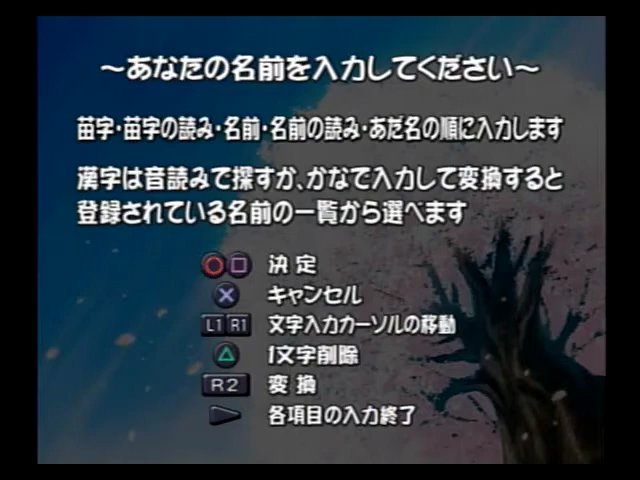 ～あなたの名前を入力してください～
苗字・苗字の読み・名前・名前の読み・あだ名の順に入力します
漢字は音読みで探すか、かなで入力して変換すると
登録されている名前の一覧から選べます
○□ 決定
× キャンセル
L1 R1 文字入力カーソルの移動
△ 1文字削除
R2 変換
▷ 各項目の入力終了